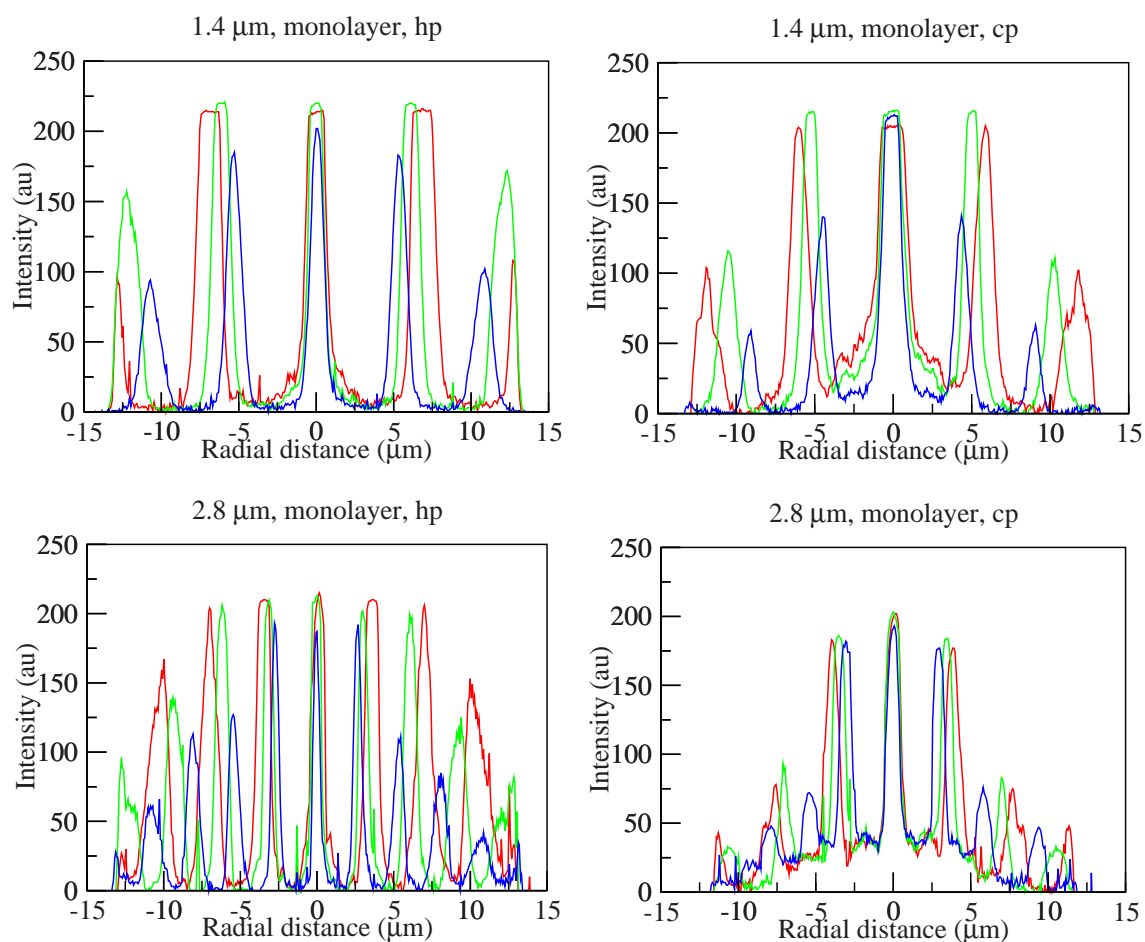 1.4 μm, monolayer, hp
250
200
150
100
50
0
Intensity (au)
-15 -10 -5 0 5 10 15
Radial distance (μm)
1.4 μm, monolayer, cp
250
200
150
100
50
0
Intensity (au)
-15 -10 -5 0 5 10 15
Radial distance (μm)
2.8 μm, monolayer, hp
250
200
150
100
50
0
Intensity (au)
-15 -10 -5 0 5 10 15
Radial distance (μm)
2.8 μm, monolayer, cp
250
200
150
100
50
0
Intensity (au)
-15 -10 -5 0 5 10 15
Radial distance (μm)